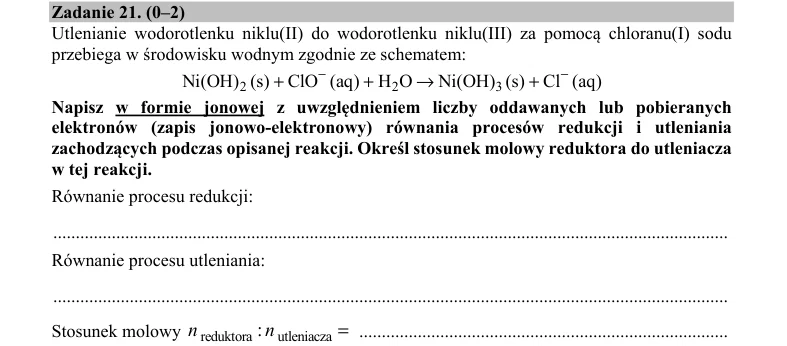 Zadanie 21. (0–2)
Utlenianie wodorotlenku niklu(II) do wodorotlenku niklu(III) za pomocą chloranu(I) sodu
przebiega w środowisku wodnym zgodnie ze schematem:
Ni(OH)₂ (s) + ClO⁻ (aq) + H₂O → Ni(OH)₃ (s) + Cl⁻ (aq)
Napisz w formie jonowej z uwzględnieniem liczby oddawanych lub pobieranych
elektronów (zapis jonowo-elektronowy) równania procesów redukcji i utleniania
zachodzących podczas opisanej reakcji. Określ stosunek molowy reduktora do utleniacza
w tej reakcji.
Równanie procesu redukcji:
....................................................................................................
Równanie procesu utleniania:
....................................................................................................
Stosunek molowy n reduktora : n utleniacza = ....................................................